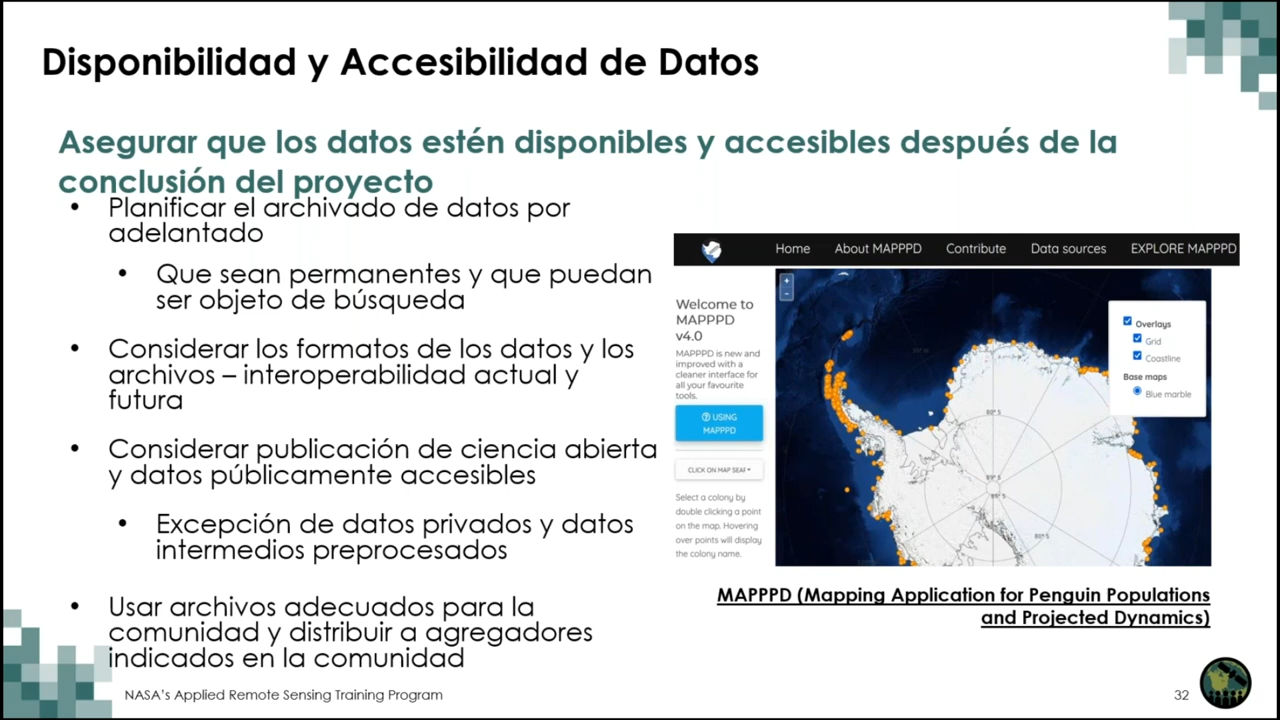 Disponibilidad y Accesibilidad de Datos
Asegurar que los datos estén disponibles y accesibles después de la
conclusión del proyecto
• Planificar el archivado de datos por
adelantado
• Que sean permanentes y que puedan
ser objeto de búsqueda
• Considerar los formatos de los datos y los
archivos – interoperabilidad actual y
futura
• Considerar publicación de ciencia abierta
y datos públicamente accesibles
• Excepción de datos privados y datos
intermedios preprocesados
• Usar archivos adecuados para la
comunidad y distribuir a agregadores
indicados en la comunidad
Home About MAPPPD Contribute Data sources EXPLORE MAPPPD
Welcome to
MAPPPD
v4.0
MAPPPD is new and
improved with a
cleaner interface for
all your favourite
tools.
USING
MAPPPD
CLICK ON MAP SEAF
Select a colony by
double clicking a point
on the map. Hovering
over points will display
the colony name.
+
-
Overlays
Grid
Coastline
Base maps
Blue marble
80° S
80° S
MAPPPD (Mapping Application for Penguin Populations
and Projected Dynamics)
NASA's Applied Remote Sensing Training Program
32